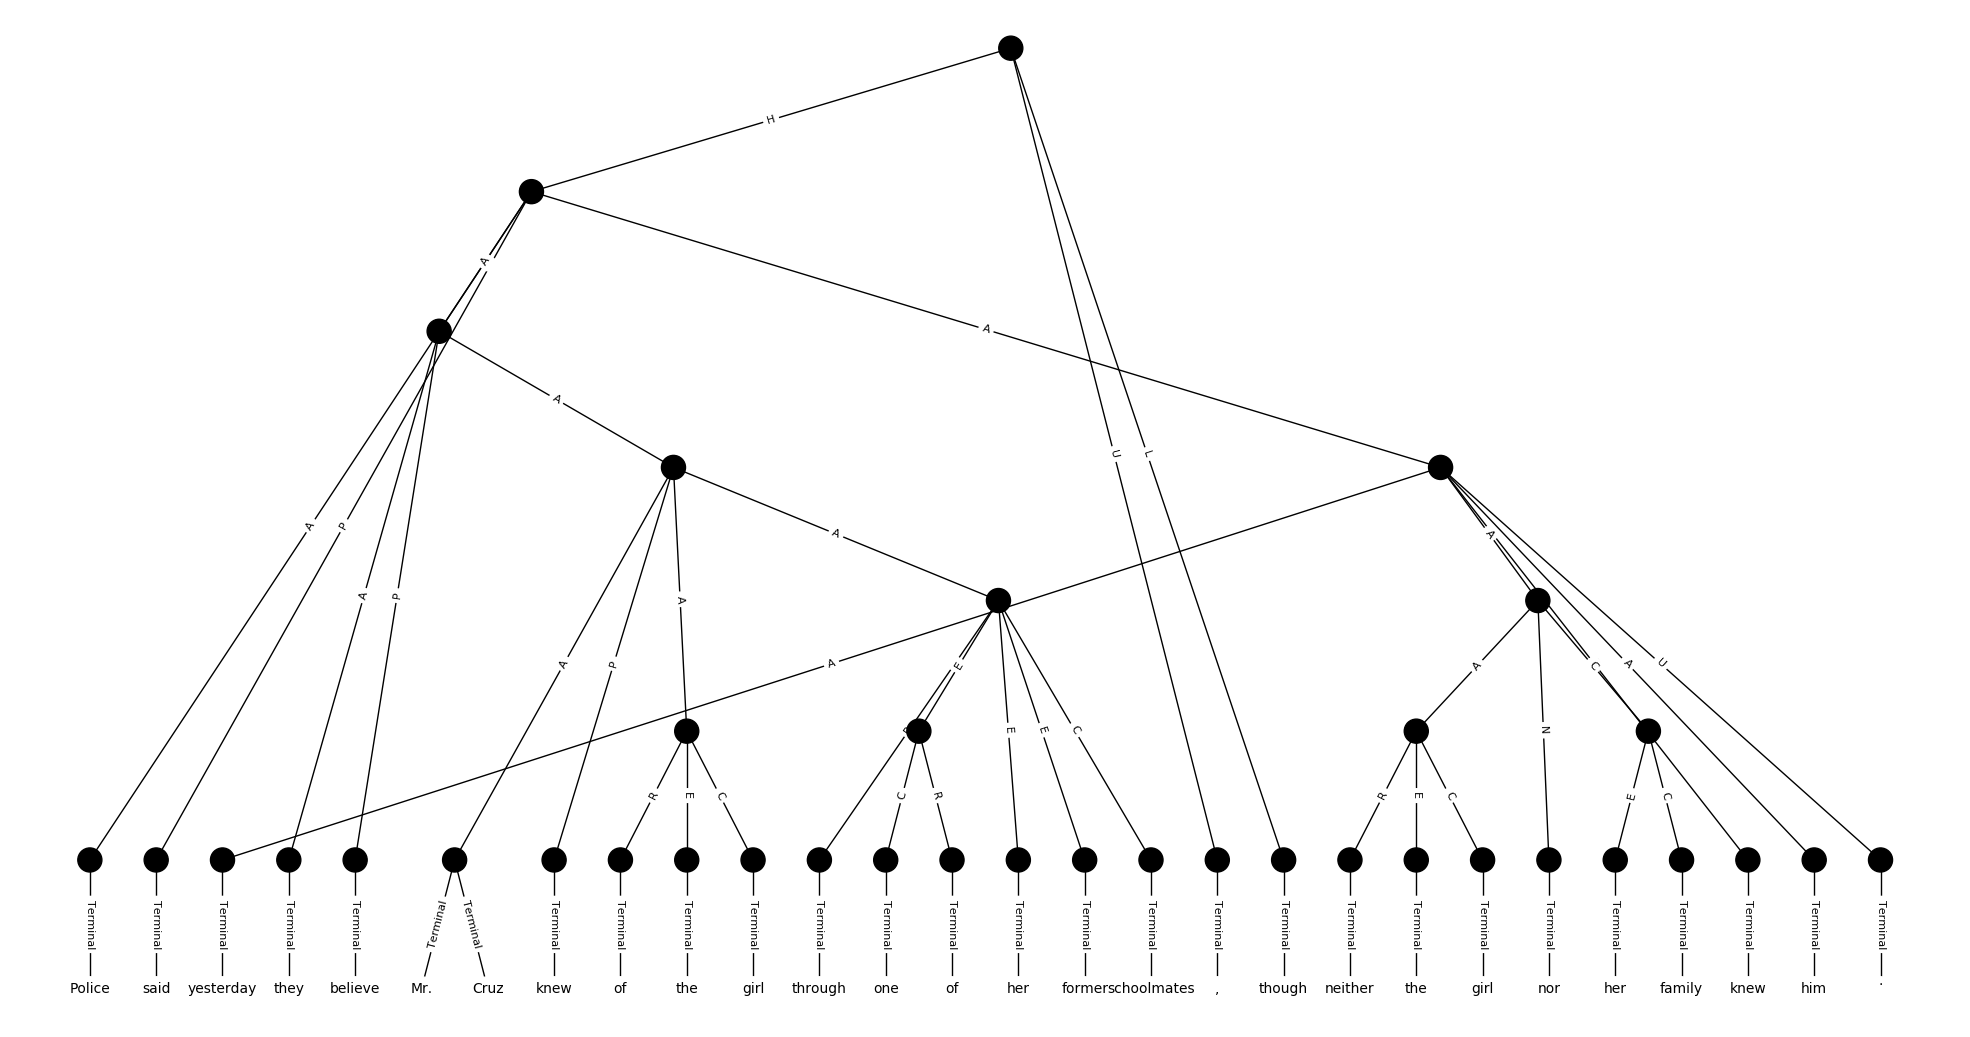 H
A
A
A
A
P
A
P
U
L
A
A
A
P
A
A
E
A
C
A
U
R
E
E
C
A
N
R
E
C
C
R
R
E
C
E
C
Terminal Terminal Terminal Terminal Terminal Terminal Terminal Terminal Terminal Terminal Terminal Terminal Terminal Terminal Terminal Terminal Terminal Terminal Terminal Terminal Terminal Terminal Terminal Terminal Terminal Terminal Terminal Terminal
Police said yesterday they believe Mr. Cruz knew of the girl through one of her former schoolmates , though neither the girl nor her family knew him .